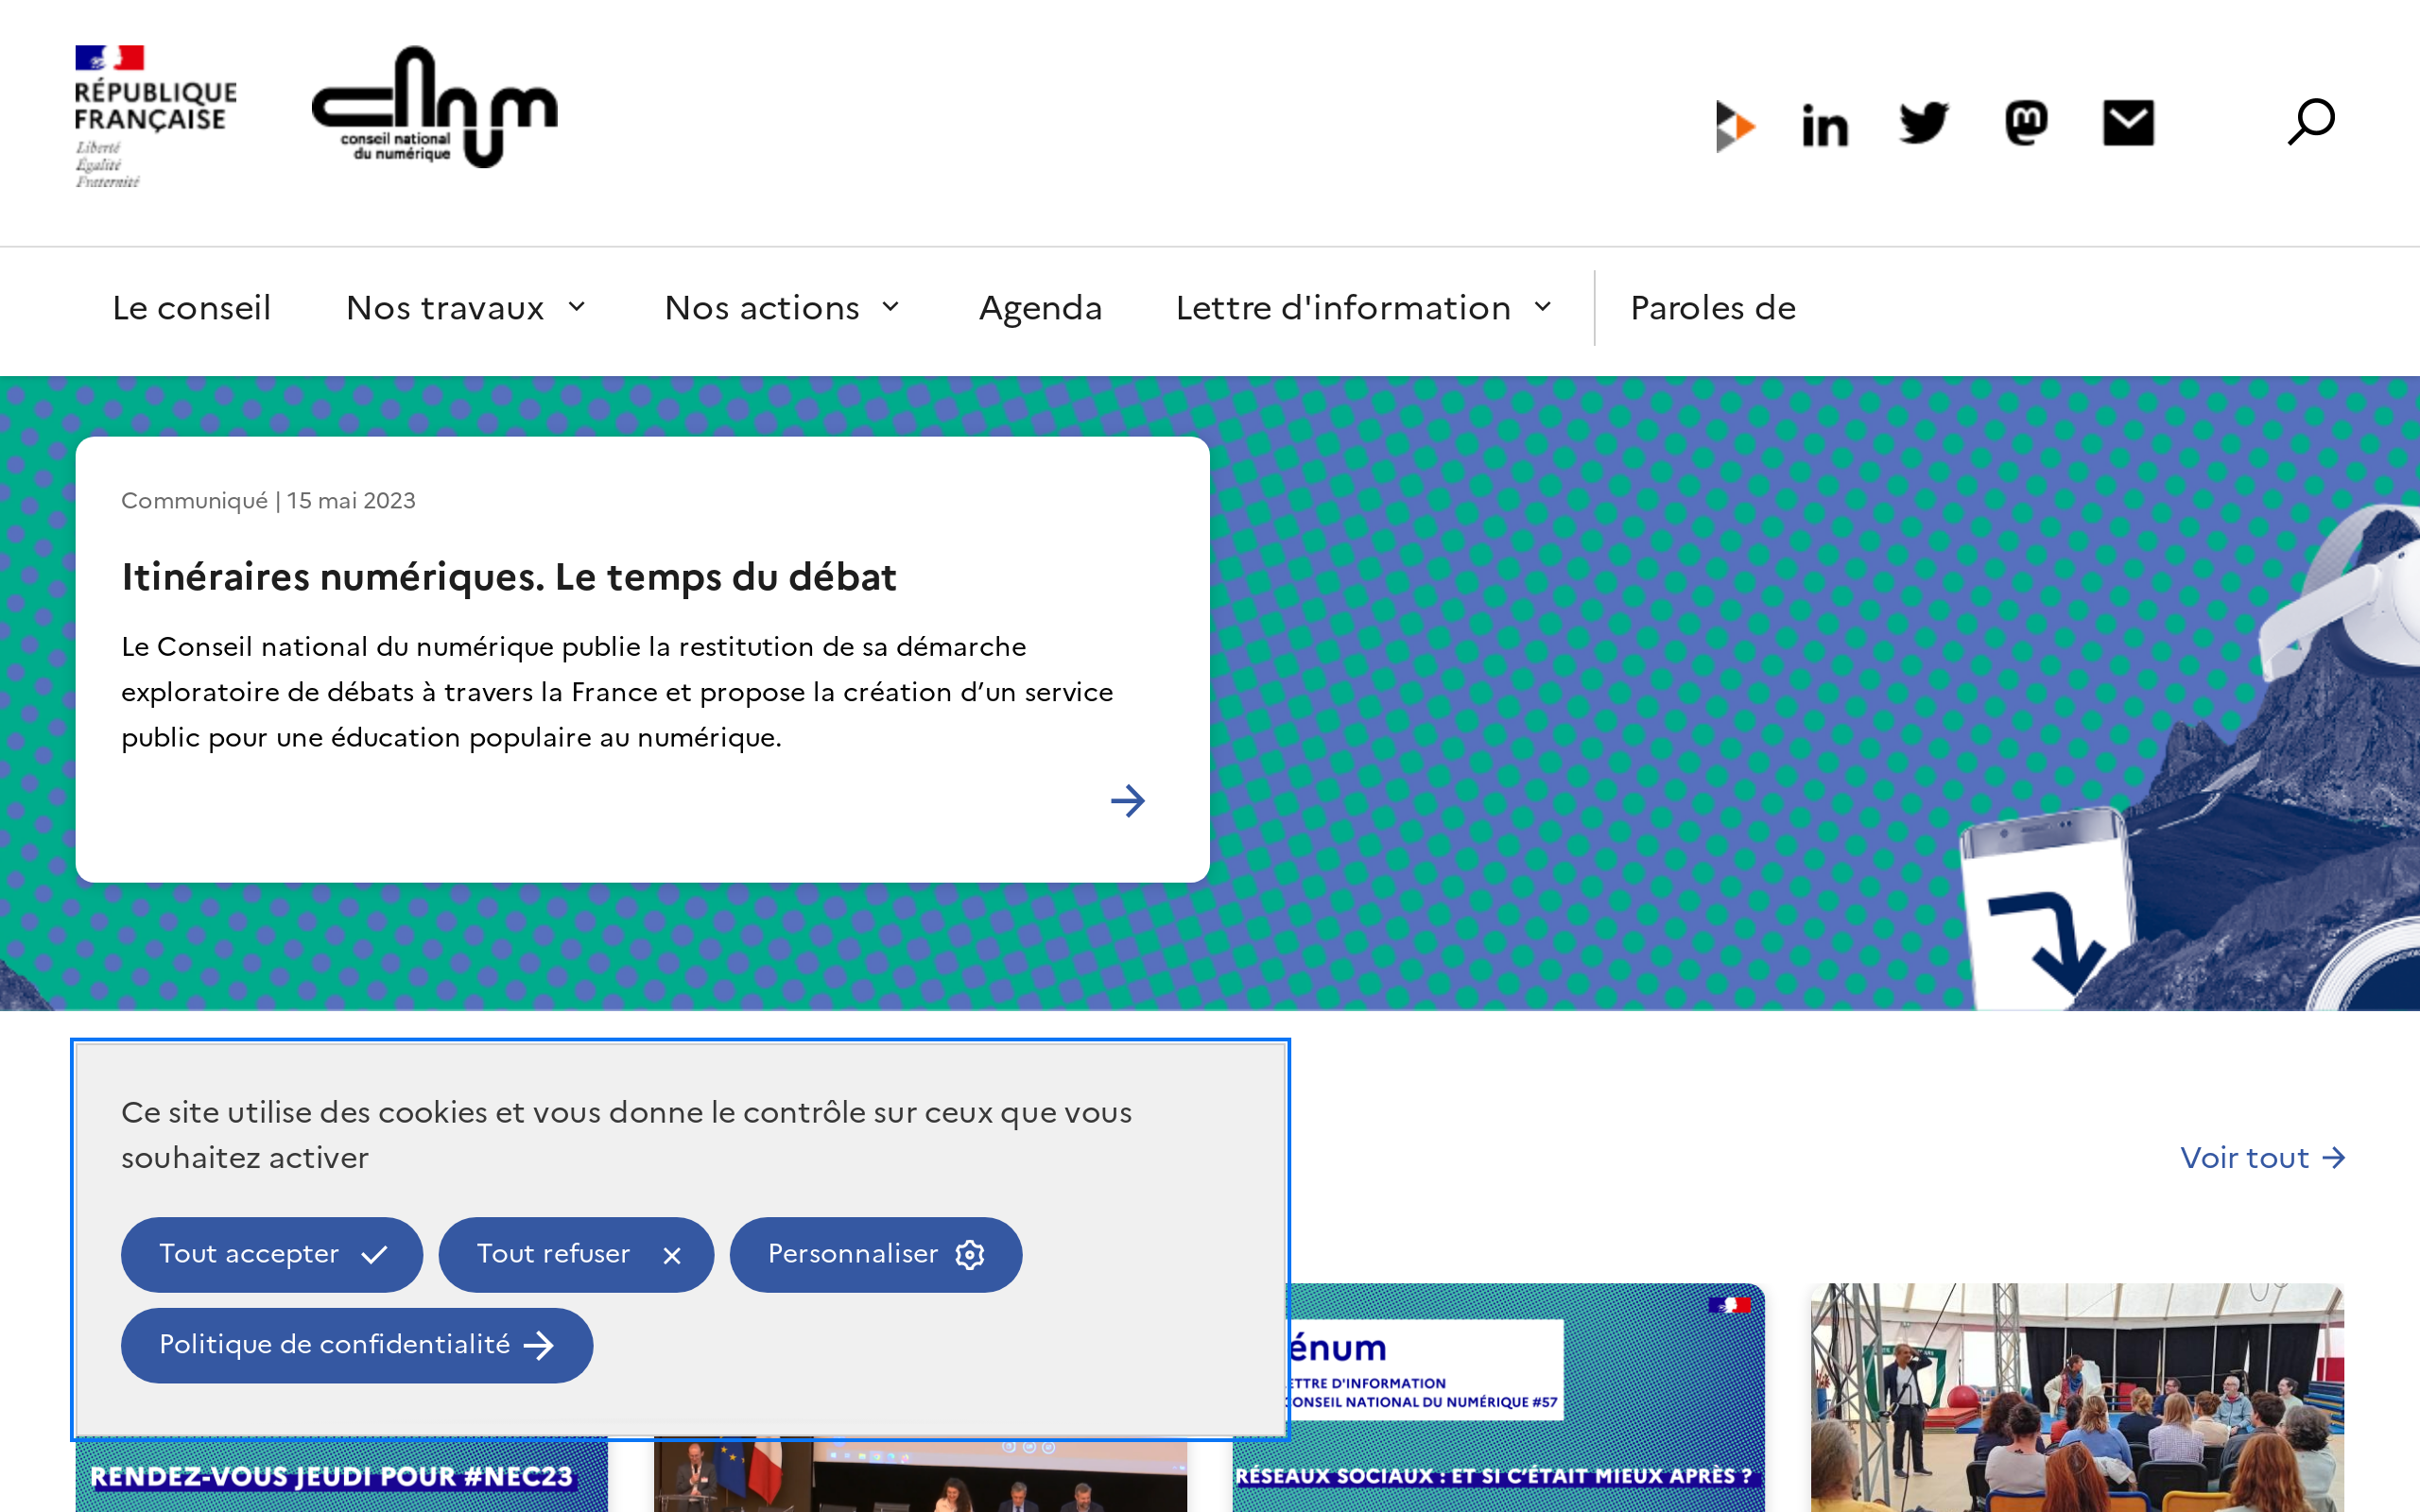 RÉPUBLIQUE
FRANÇAISE
Liberté
Égalité
Fraternité
conseil national
du numérique
in
m
Le conseil
Nos travaux
Nos actions
Agenda
Lettre d'information
Paroles de
Communiqué | 15 mai 2023
Itinéraires numériques. Le temps du débat
Le Conseil national du numérique publie la restitution de sa démarche
exploratoire de débats à travers la France et propose la création d’un service
public pour une éducation populaire au numérique.
Ce site utilise des cookies et vous donne le contrôle sur ceux que vous
souhaitez activer
Tout accepter
Tout refuser
Personnaliser
Politique de confidentialité
Voir tout
énum
ETTRE D'INFORMATION
ONSEIL NATIONAL DU NUMÉRIQUE #57
RENDEZ-VOUS JEUDI POUR #NEC23
RÉSEAUX SOCIAUX : ET SI C’ÉTAIT MIEUX APRÈS ?